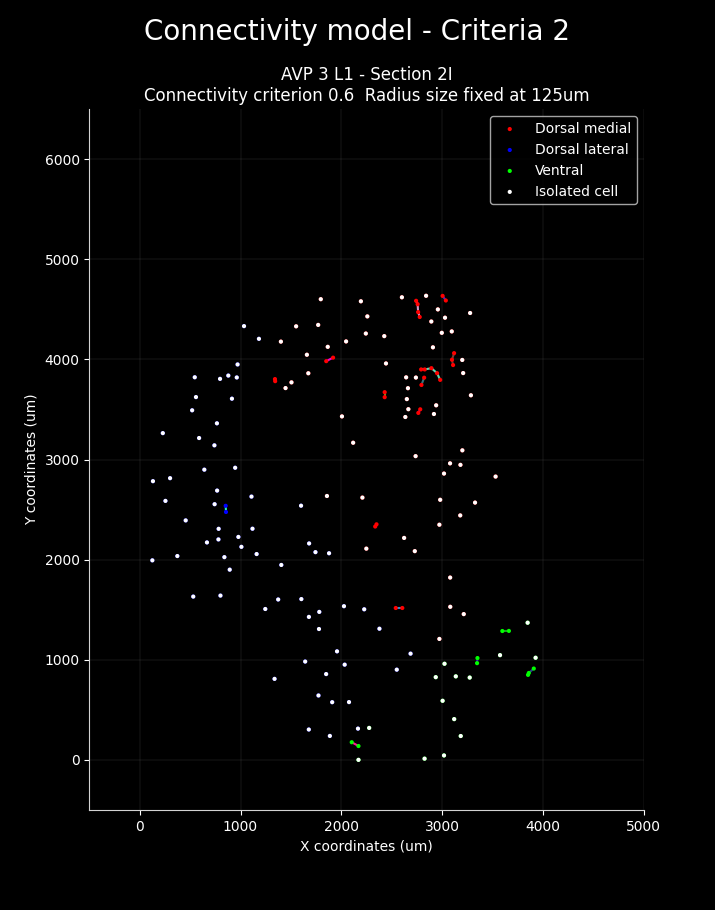 Connectivity model - Criteria 2
AVP 3 L1 - Section 2I
Connectivity criterion 0.6  Radius size fixed at 125um
Dorsal medial
Dorsal lateral
Ventral
Isolated cell
6000
5000
4000
3000
2000
1000
0
Y coordinates (um)
0
1000
2000
3000
4000
5000
X coordinates (um)